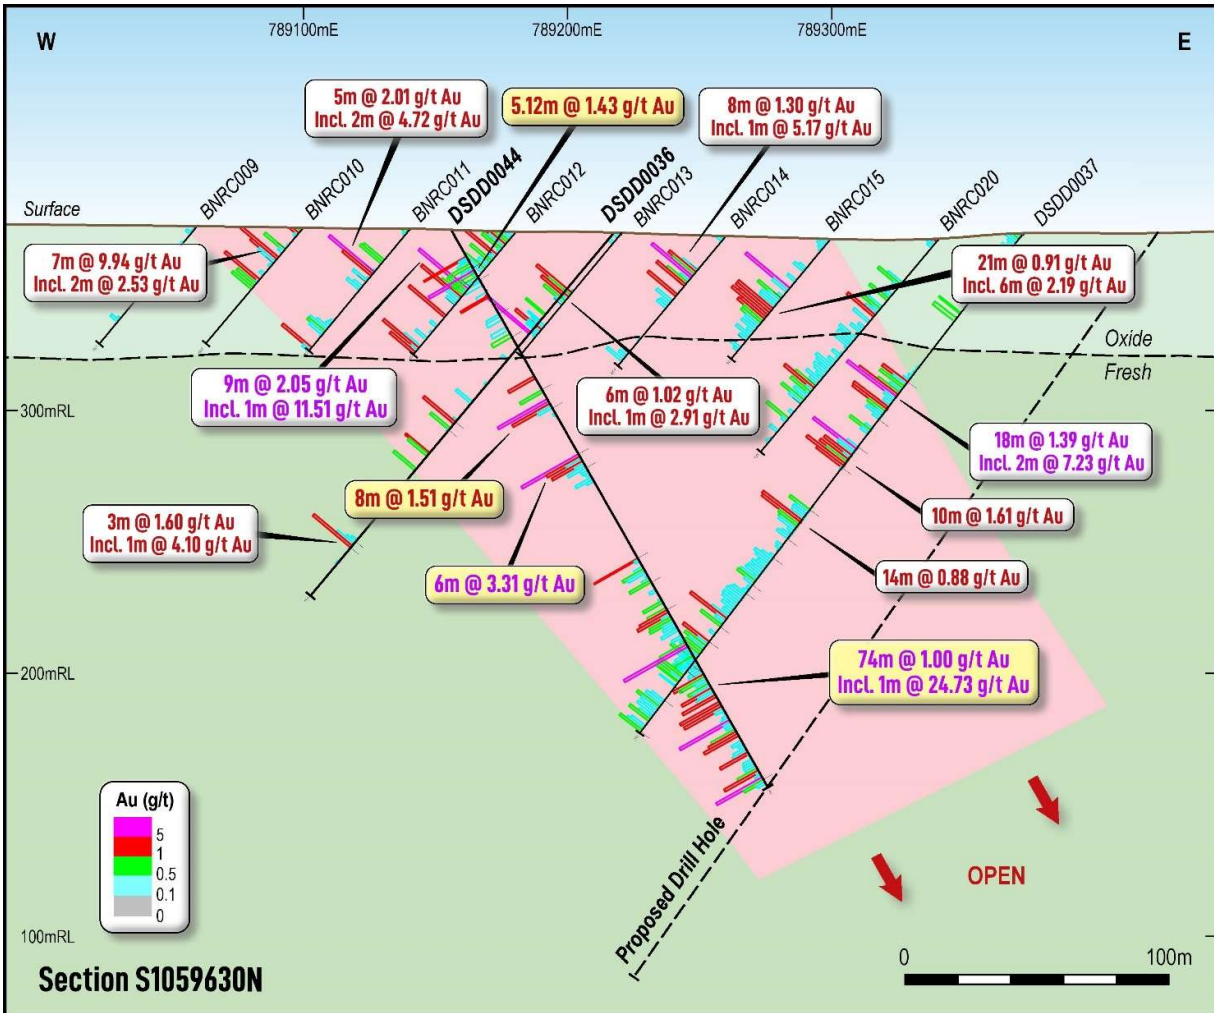 789100mE
789200mE
789300mE
W
E
5m @ 2.01 g/t Au
Incl. 2m @ 4.72 g/t Au
5.12m @ 1.43 g/t Au
8m @ 1.30 g/t Au
Incl. 1m @ 5.17 g/t Au
Surface
BNRC009
BNRC010
BNRC011
DSDD0044
BNRC012
DSDD0036
BNRC013
BNRC014
BNRC015
BNRC020
DSDD0037
7m @ 9.94 g/t Au
Incl. 2m @ 2.53 g/t Au
21m @ 0.91 g/t Au
Incl. 6m @ 2.19 g/t Au
Oxide
Fresh
9m @ 2.05 g/t Au
Incl. 1m @ 11.51 g/t Au
6m @ 1.02 g/t Au
Incl. 1m @ 2.91 g/t Au
300mRL
18m @ 1.39 g/t Au
Incl. 2m @ 7.23 g/t Au
8m @ 1.51 g/t Au
10m @ 1.61 g/t Au
3m @ 1.60 g/t Au
Incl. 1m @ 4.10 g/t Au
6m @ 3.31 g/t Au
14m @ 0.88 g/t Au
200mRL
74m @ 1.00 g/t Au
Incl. 1m @ 24.73 g/t Au
Au (g/t)
5
1
0.5
0.1
0
Proposed Drill Hole
OPEN
100mRL
Section S1059630N
0
100m